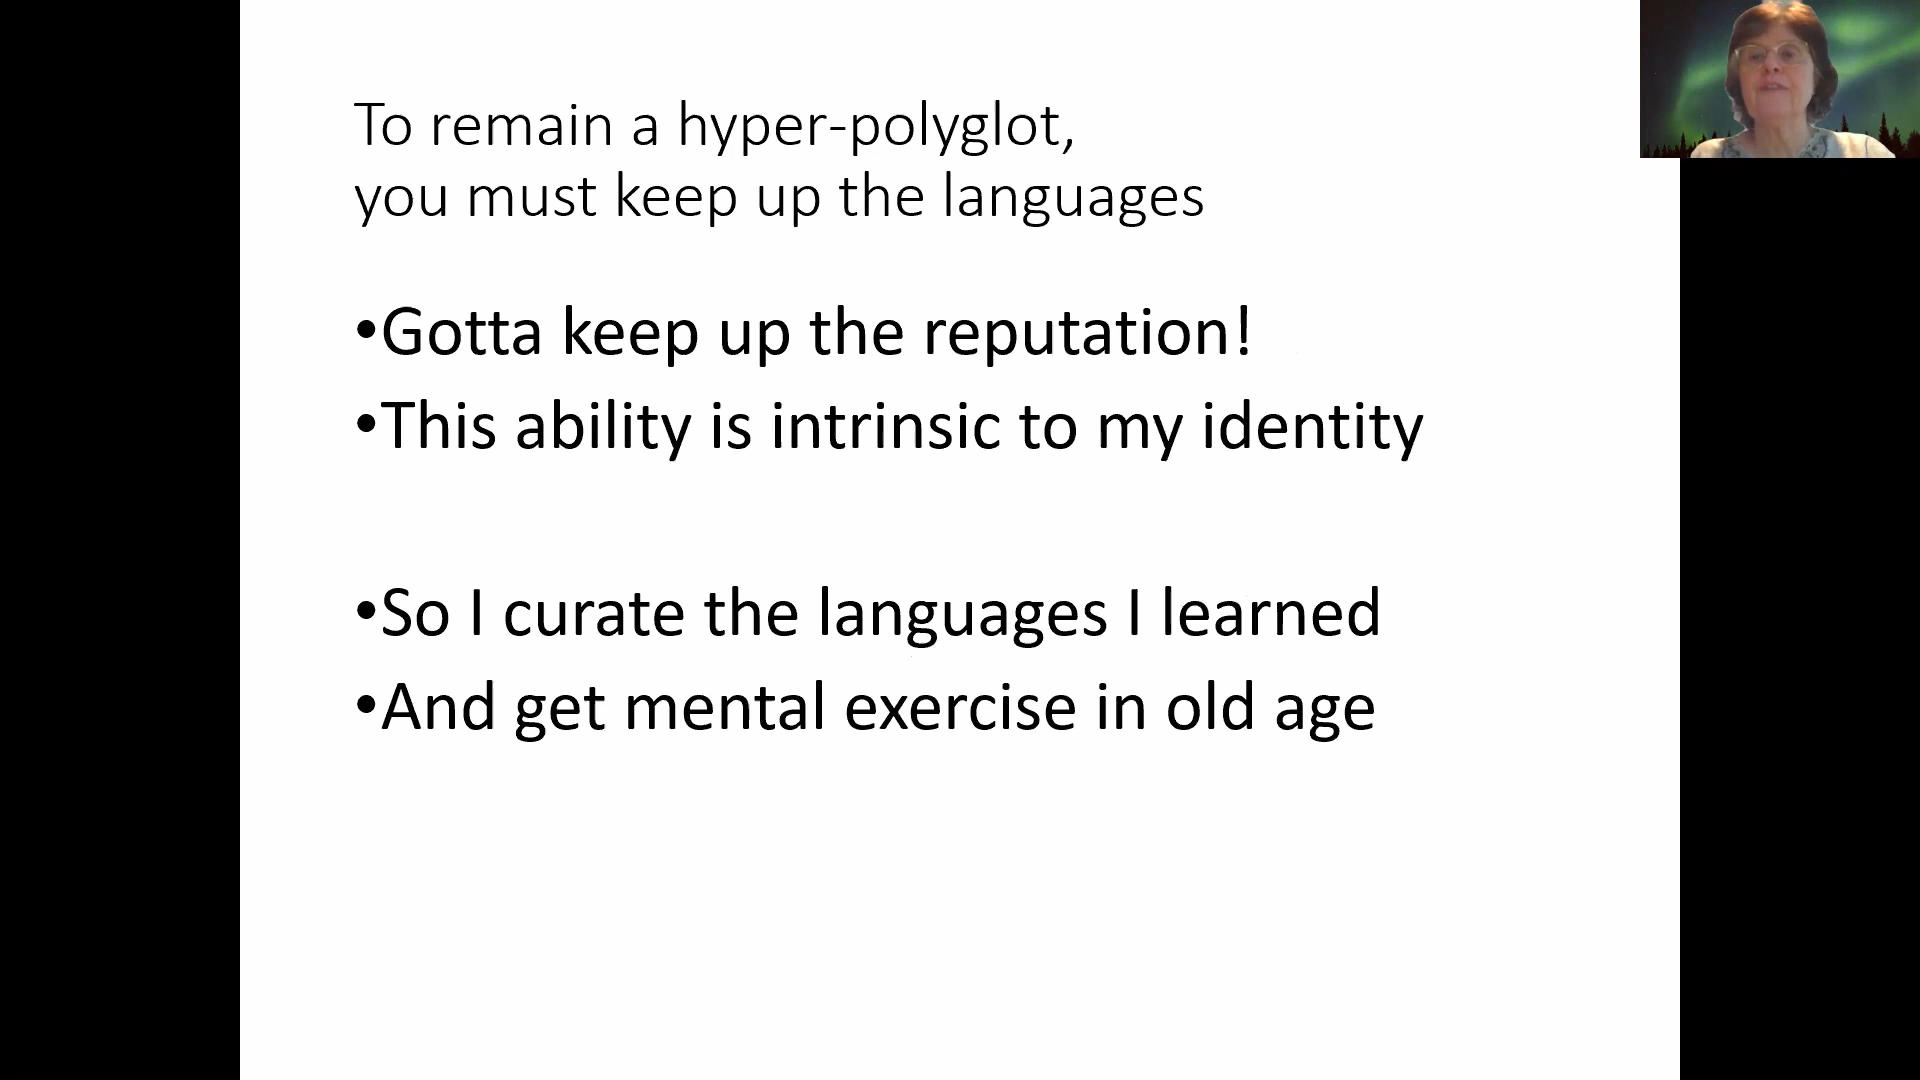 To remain a hyper-polyglot,
you must keep up the languages
•Gotta keep up the reputation!
•This ability is intrinsic to my identity
•So I curate the languages I learned
•And get mental exercise in old age